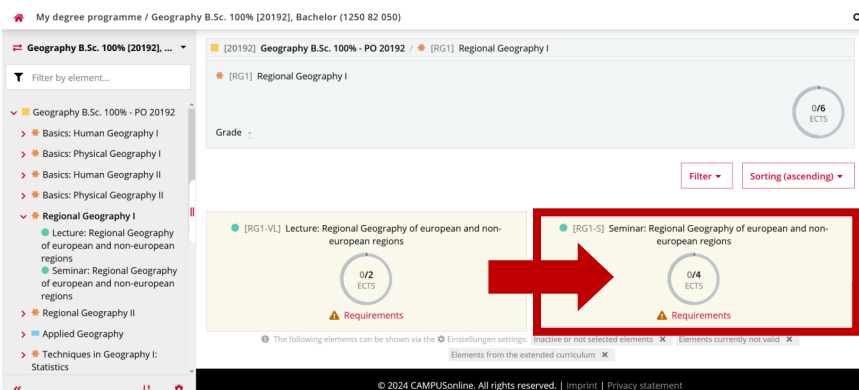 My degree programme / Geography B.Sc. 100% [20192], Bachelor (1250 82 050)
Geography B.Sc. 100% [20192], ...
Filter by element...
Geography B.Sc. 100% - PO 20192
Basics: Human Geography I
Basics: Physical Geography I
Basics: Human Geography II
Basics: Physical Geography II
Regional Geography I
Lecture: Regional Geography
of european and non-european
regions
Seminar: Regional Geography
of european and non-european
regions
Regional Geography II
Applied Geography
Techniques in Geography I:
Statistics
[20192] Geography B.Sc. 100% - PO 20192 / [RG1] Regional Geography I
[RG1] Regional Geography I
0/6
ECTS
Grade -
Filter
Sorting (ascending)
[RG1-VL] Lecture: Regional Geography of european and non-
european regions
0/2
ECTS
Requirements
[RG1-S] Seminar: Regional Geography of european and non-
european regions
0/4
ECTS
Requirements
The following elements can be shown via the Einstellungen settings: Inactive or not selected elements × Elements currently not valid ×
Elements from the extended curriculum ×
© 2024 CAMPUSonline. All rights reserved. | Imprint | Privacy statement